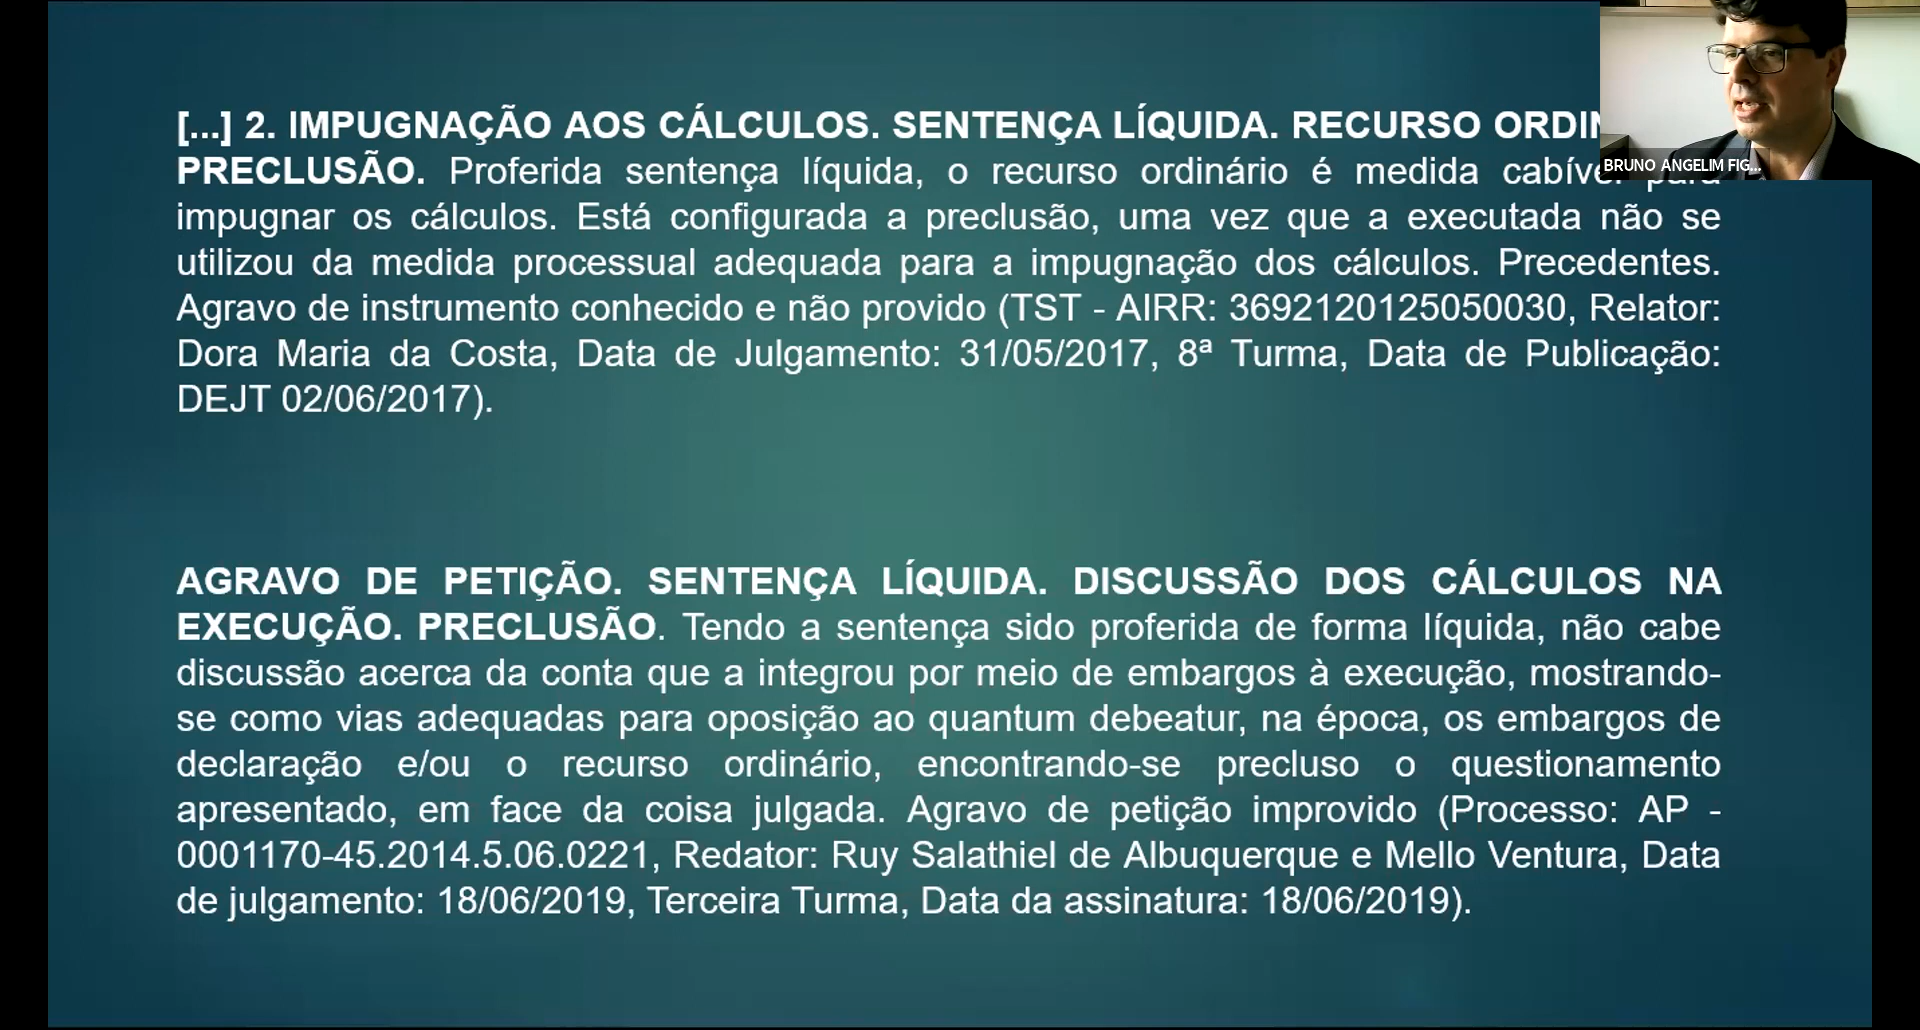 [...] 2. IMPUGNAÇÃO AOS CÁLCULOS. SENTENÇA LÍQUIDA. RECURSO
PRECLUSÃO. Proferida sentença líquida, o recurso ordinário é medida cabível para
impugnar os cálculos. Está configurada a preclusão, uma vez que a executada não se
utilizou da medida processual adequada para a impugnação dos cálculos. Precedentes.
Agravo de instrumento conhecido e não provido (TST - AIRR: 3692120125050030, Relator:
Dora Maria da Costa, Data de Julgamento: 31/05/2017, 8ª Turma, Data de Publicação:
DEJT 02/06/2017).
BRUNO ANGELIM FIG...
AGRAVO DE PETIÇÃO. SENTENÇA LÍQUIDA. DISCUSSÃO DOS CÁLCULOS NA
EXECUÇÃO. PRECLUSÃO. Tendo a sentença sido proferida de forma líquida, não cabe
discussão acerca da conta que a integrou por meio de embargos à execução, mostrando-
se como vias adequadas para oposição ao quantum debeatur, na época, os embargos de
declaração e/ou o recurso ordinário, encontrando-se precluso o questionamento
apresentado, em face da coisa julgada. Agravo de petição improvido (Processo: AP -
0001170-45.2014.5.06.0221, Redator: Ruy Salathiel de Albuquerque e Mello Ventura, Data
de julgamento: 18/06/2019, Terceira Turma, Data da assinatura: 18/06/2019).